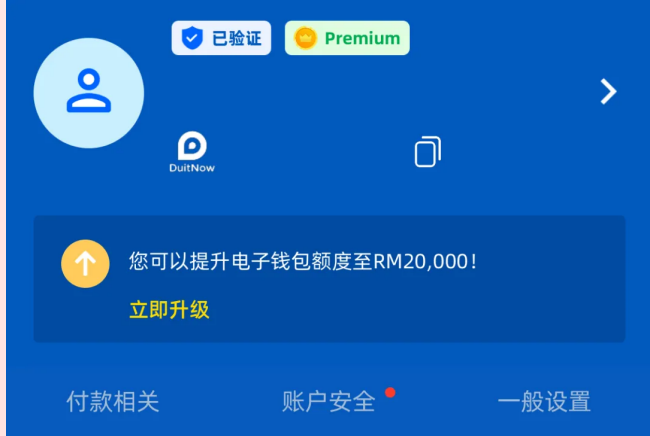 已验证 Premium
DuitNow
您可以提升电子钱包额度至RM20,000！
立即升级
付款相关 账户安全 一般设置